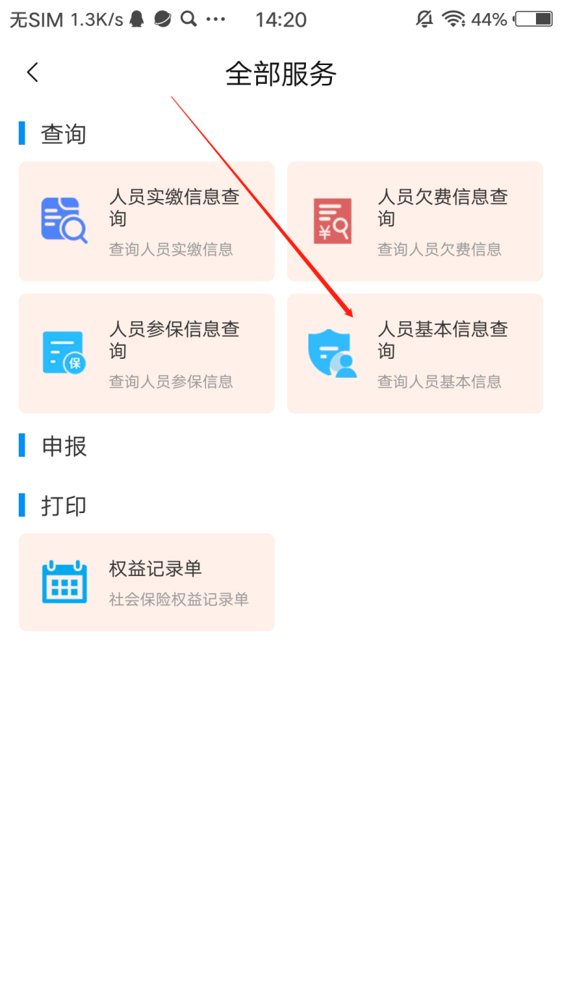 无SIM 1.3K/s 14:20 44%
全部服务
查询
人员实缴信息查
询
查询人员实缴信息
人员欠费信息查
询
查询人员欠费信息
人员参保信息查
询
查询人员参保信息
保
人员基本信息查
询
查询人员基本信息
申报
打印
权益记录单
社会保险权益记录单